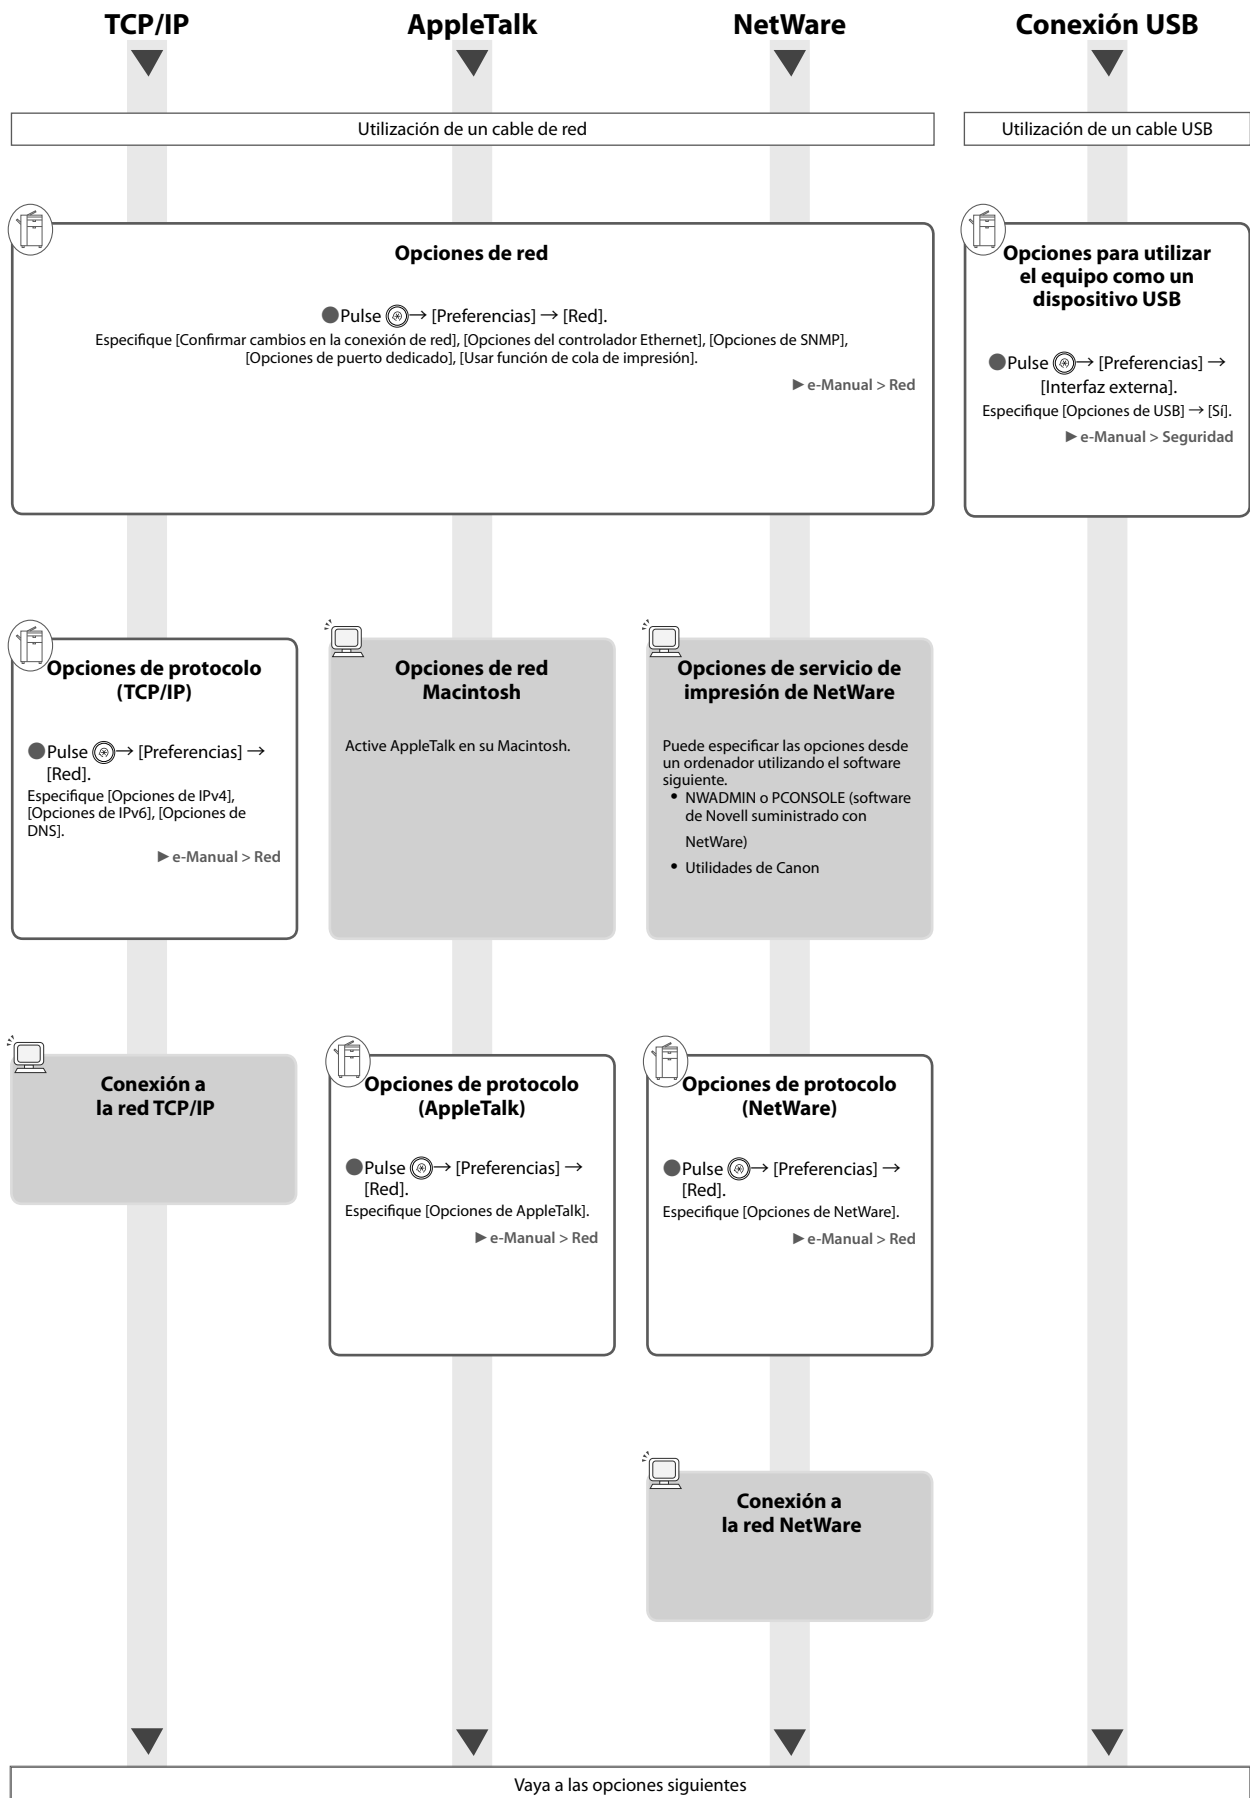 TCP/IP
AppleTalk
NetWare
Conexión USB
Utilización de un cable de red
Utilización de un cable USB
Opciones de red
● Pulse → [Preferencias] → [Red].
Especifique [Confirmar cambios en la conexión de red], [Opciones del controlador Ethernet], [Opciones de SNMP],
[Opciones de puerto dedicado], [Usar función de cola de impresión].
► e-Manual > Red
Opciones para utilizar
el equipo como un
dispositivo USB
● Pulse → [Preferencias] →
[Interfaz externa].
Especifique [Opciones de USB] → [Sí].
► e-Manual > Seguridad
Opciones de protocolo
(TCP/IP)
● Pulse → [Preferencias] →
[Red].
Especifique [Opciones de IPv4],
[Opciones de IPv6], [Opciones de
DNS].
► e-Manual > Red
Opciones de red
Macintosh
Active AppleTalk en su Macintosh.
Opciones de servicio de
impresión de NetWare
Puede especificar las opciones desde
un ordenador utilizando el software
siguiente.
• NWADMIN o PCONSOLE (software
de Novell suministrado con
NetWare)
• Utilidades de Canon
Conexión a
la red TCP/IP
Opciones de protocolo
(AppleTalk)
● Pulse → [Preferencias] →
[Red].
Especifique [Opciones de AppleTalk].
► e-Manual > Red
Opciones de protocolo
(NetWare)
● Pulse → [Preferencias] →
[Red].
Especifique [Opciones de NetWare].
► e-Manual > Red
Conexión a
la red NetWare
Vaya a las opciones siguientes